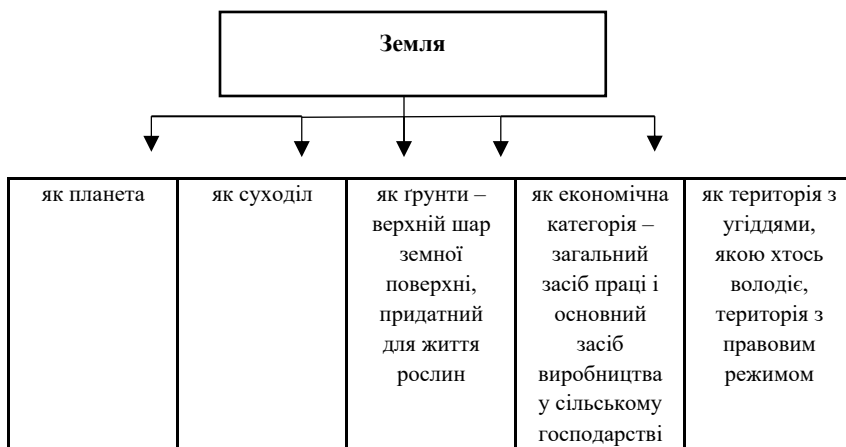 Земля
як планета
як суходіл
як ґрунти –
верхній шар
земної
поверхні,
придатний
для життя
рослин
як економічна
категорія –
загальний
засіб праці і
основний
засіб
виробництва
у сільському
господарстві
як територія з
угіддями,
якою хтось
володіє,
територія з
правовим
режимом